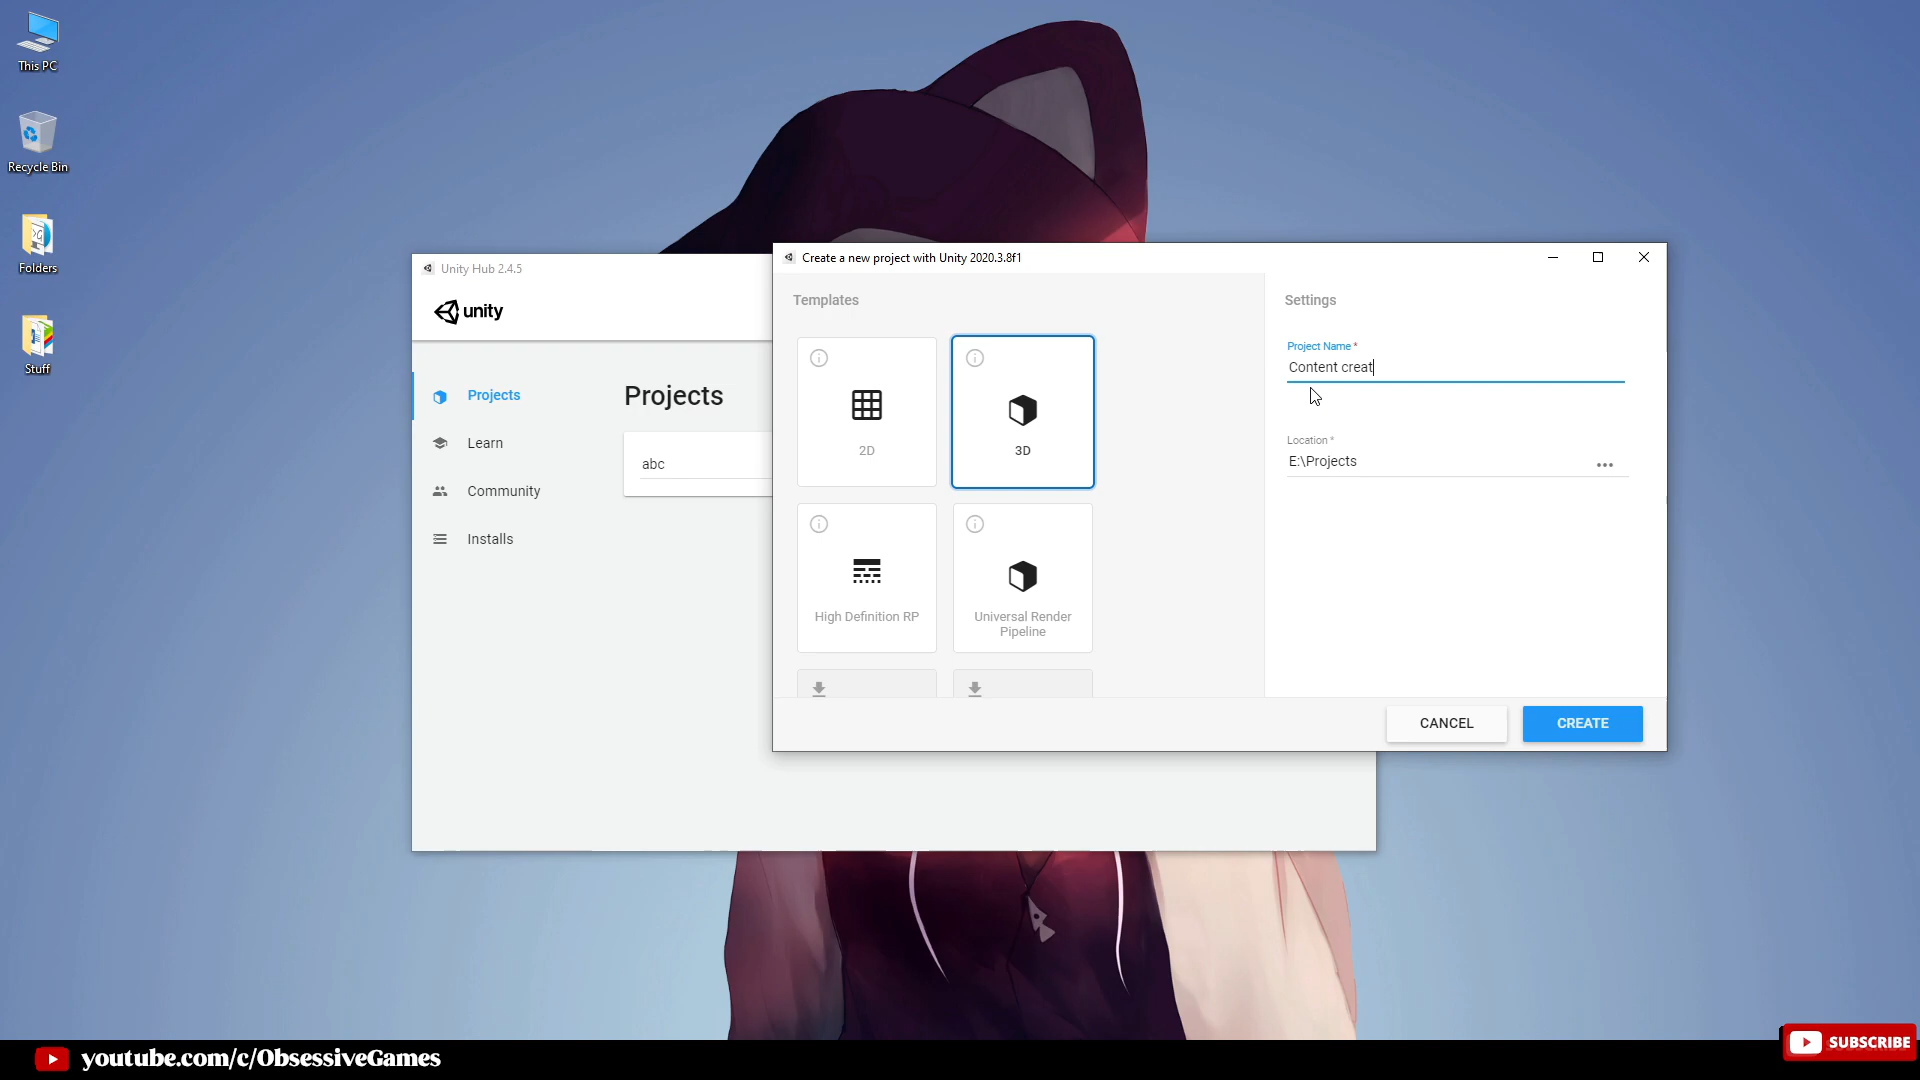 This PC
Recycle Bin
Folders
Stuff
Unity Hub 2.4.5
unity
Projects
Learn
Community
Installs
Projects
abc
Create a new project with Unity 2020.3.8f1
Templates
2D
3D
High Definition RP
Universal Render
Pipeline
Settings
Project Name *
Content creat
Location *
E:\Projects
CANCEL
CREATE
youtube.com/c/ObsessiveGames
SUBSCRIBE